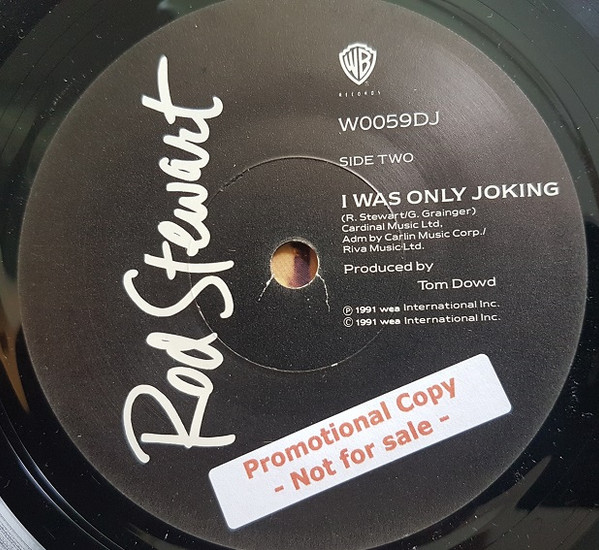 Rod Stewart
WB
RECORDS
W0059DJ
SIDE TWO
I WAS ONLY JOKING
(R. Stewart/G. Grainger)
Cardinal Music Ltd.
Adm by Carlin Music Corp./
Riva Music Ltd.
Produced by
Tom Dowd
℗ 1991 wea International Inc.
© 1991 wea International Inc.
Promotional Copy
- Not for sale -